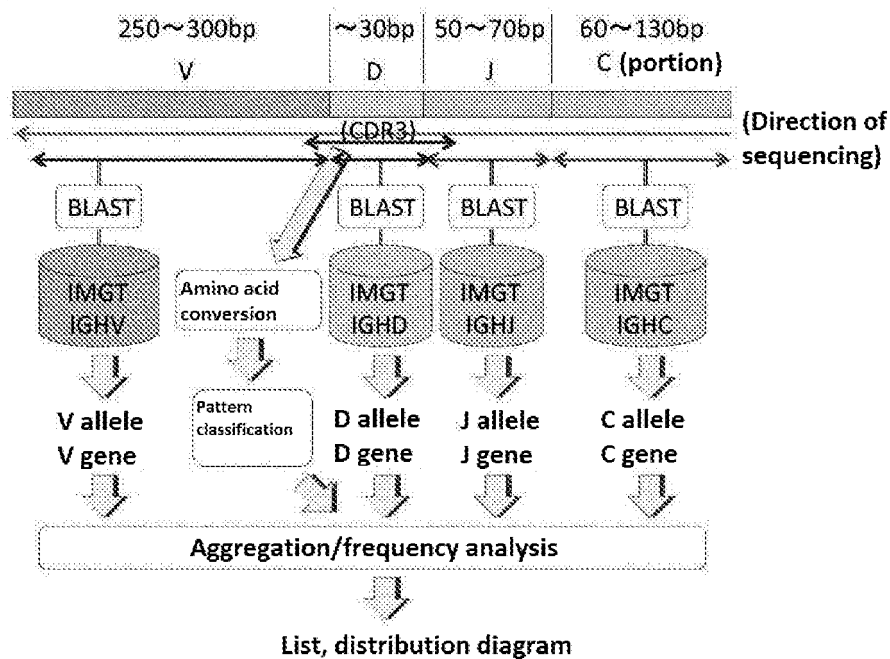 250～300bp ～30bp 50～70bp 60～130bp
V D J C (portion)
(CDR3)
(Direction of
sequencing)
BLAST BLAST BLAST BLAST
IMGT
IGHV
Amino acid
conversion
IMGT
IGHD
IMGT
IGHJ
IMGT
IGHC
Pattern
classification
V allele
V gene
D allele
D gene
J allele
J gene
C allele
C gene
Aggregation/frequency analysis
List, distribution diagram